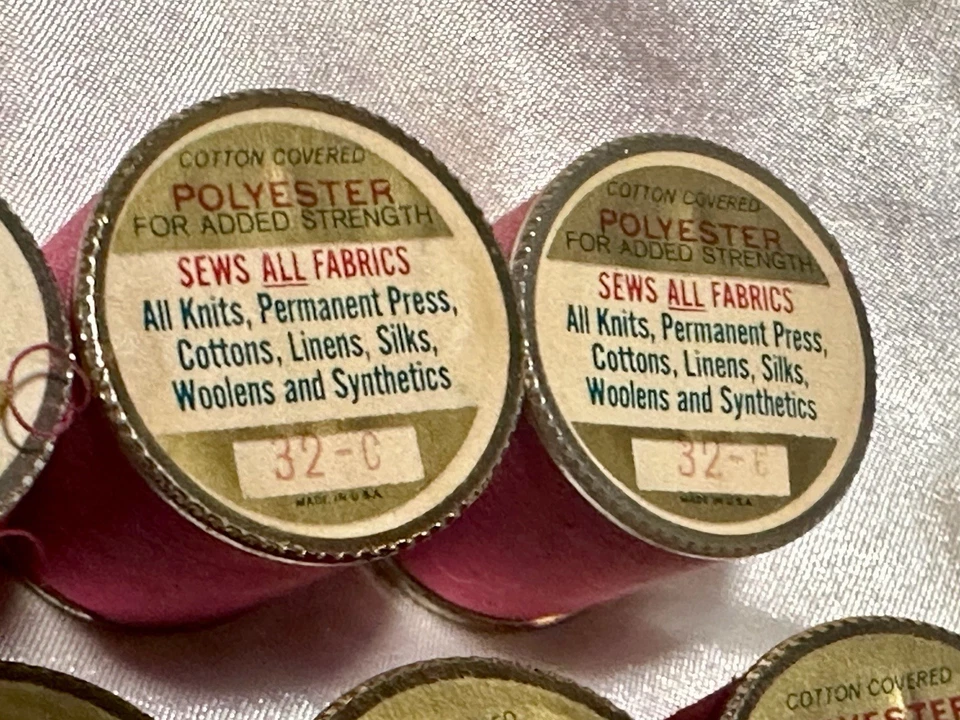 COTTON COVERED
POLYESTER
FOR ADDED STRENGTH
SEWS ALL FABRICS
All Knits, Permanent Press,
Cottons, Linens, Silks,
Woolens and Synthetics
32-C
MADE IN U.S.A.
COTTON COVERED
POLYESTER
FOR ADDED STRENGTH
SEWS ALL FABRICS
All Knits, Permanent Press,
Cottons, Linens, Silks,
Woolens and Synthetics
32-C
MADE IN U.S.A.
COTTON COVERED